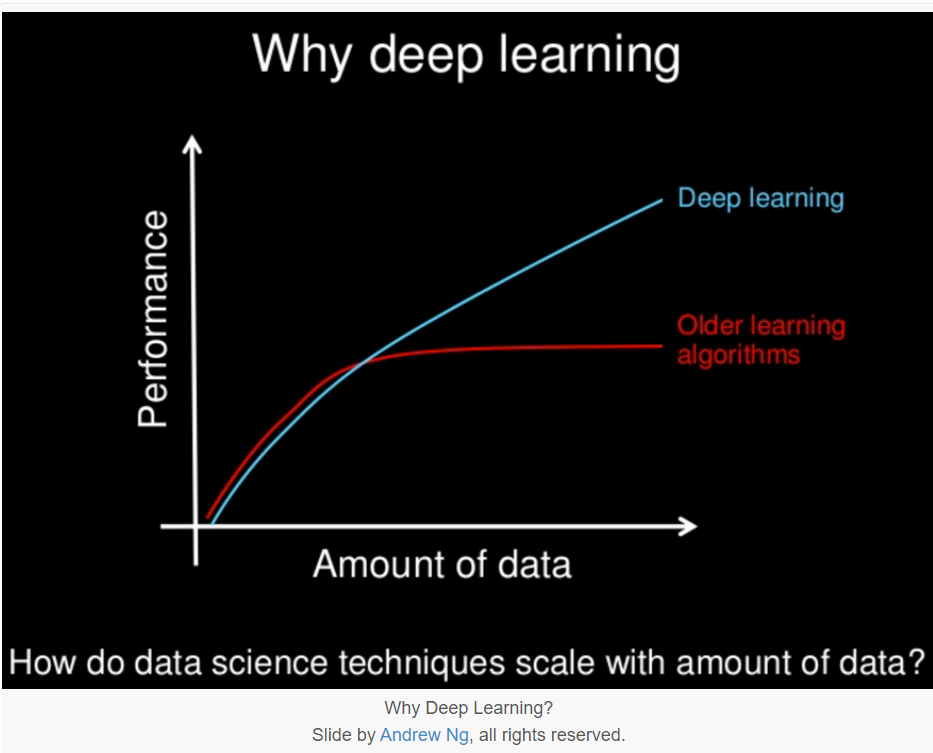 Why deep learning
Performance
Deep learning
Older learning
algorithms
Amount of data
How do data science techniques scale with amount of data?
Why Deep Learning?
Slide by Andrew Ng, all rights reserved.